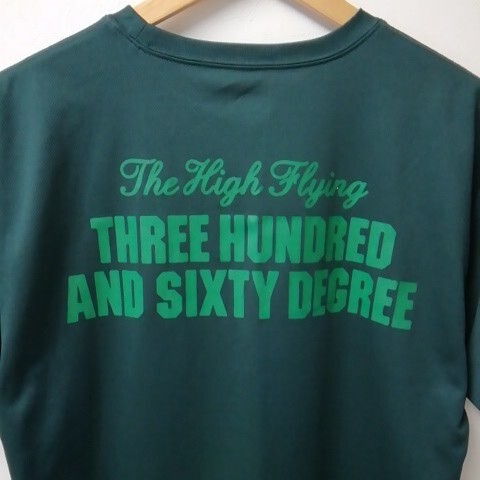 The High Flying
THREE HUNDRED
AND SIXTY DEGREE